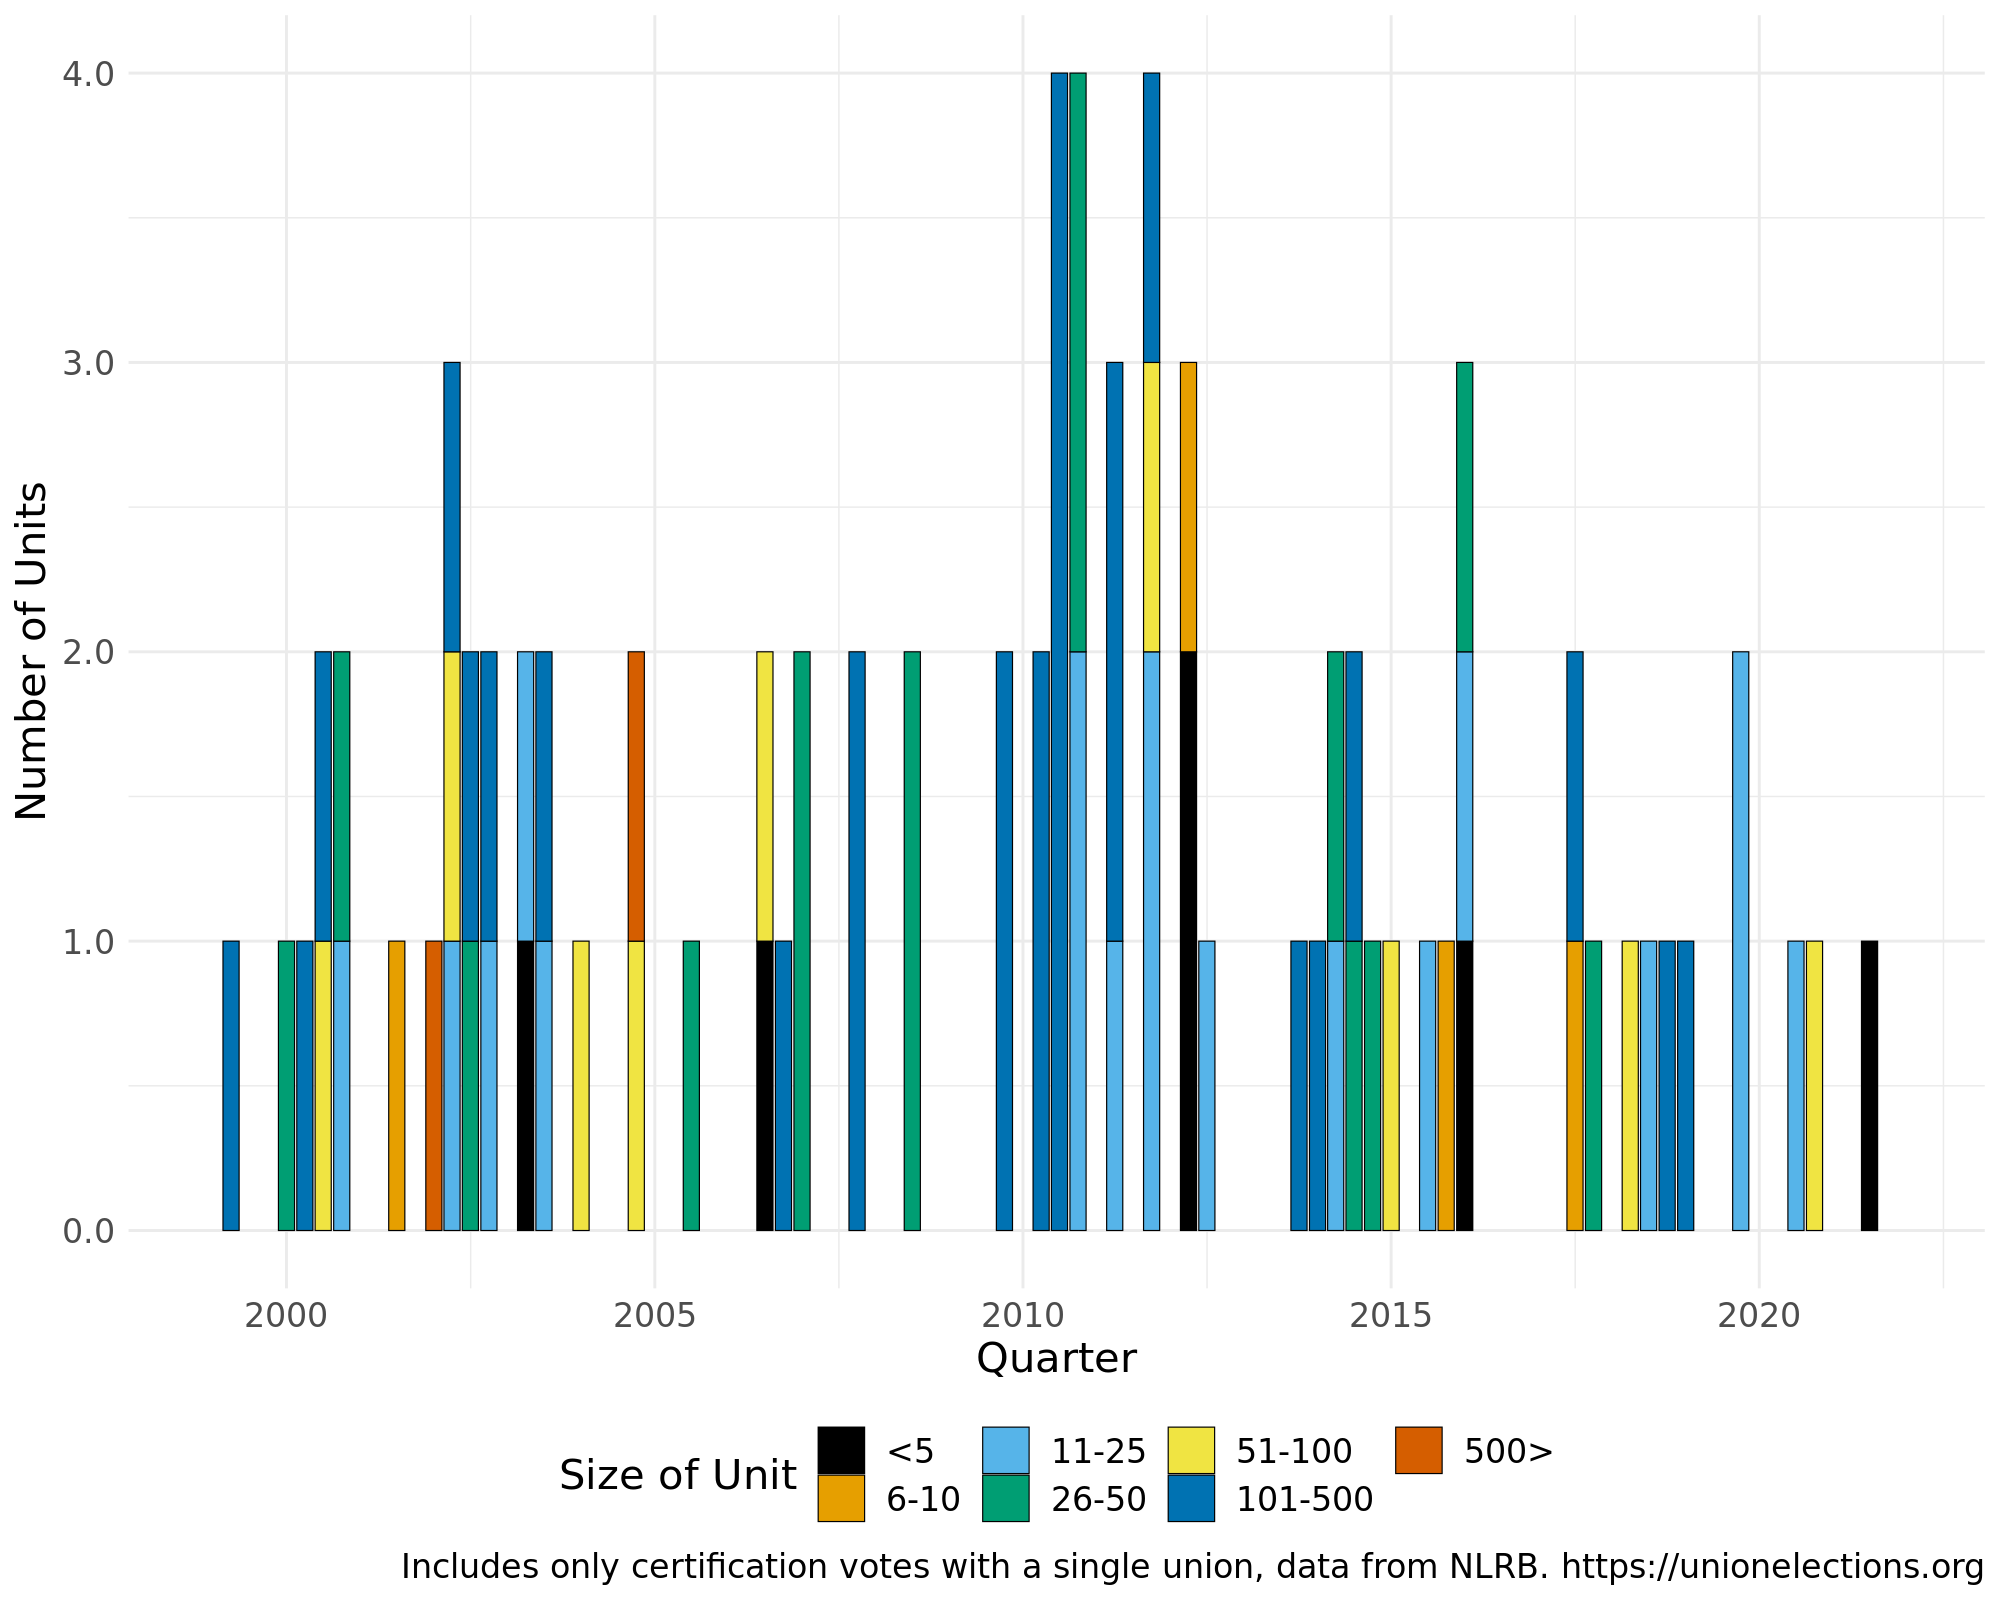 4.0
3.0
2.0
1.0
0.0
Number of Units
2000 2005 2010 2015 2020
Quarter
Size of Unit
<5 11-25 51-100 500>
6-10 26-50 101-500
Includes only certification votes with a single union, data from NLRB. https://unionelections.org